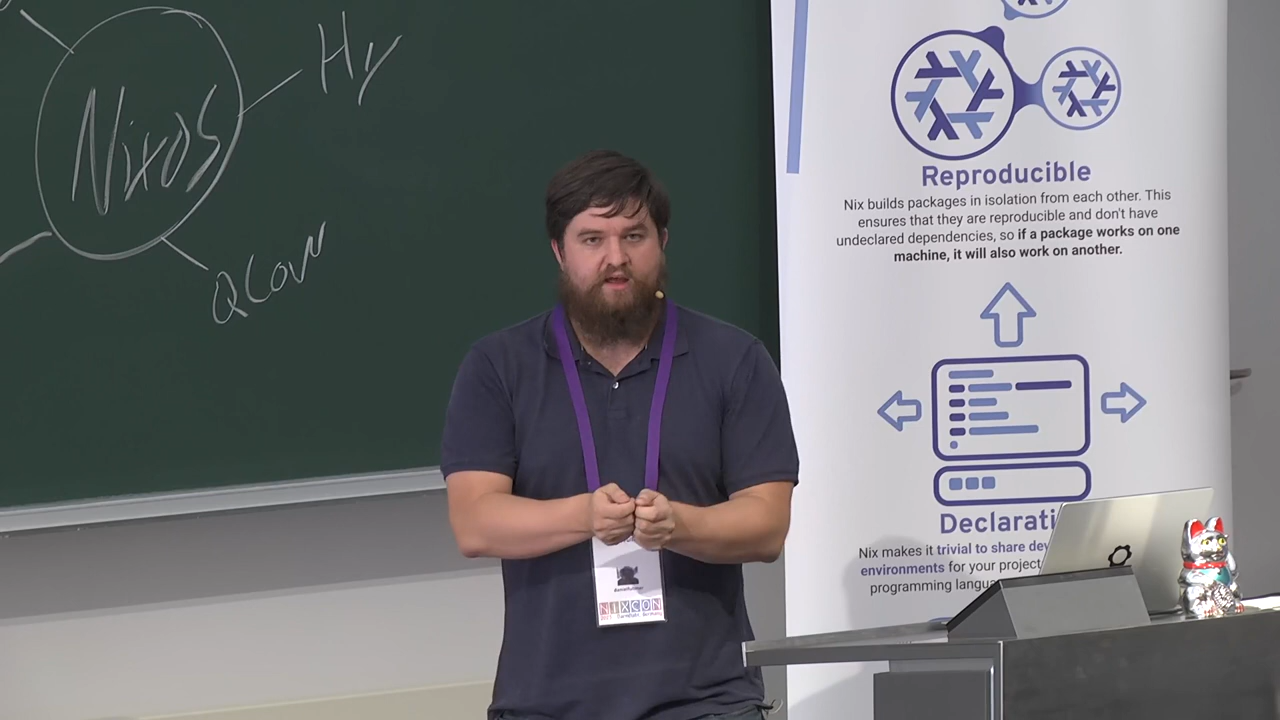 Nixos
Hy
QCow
Reproducible
Nix builds packages in isolation from each other. This
ensures that they are reproducible and don't have
undeclared dependencies, so if a package works on one
machine, it will also work on another.
Declarati
Nix makes it trivial to share dev
environments for your project
programming langu
NIXCON